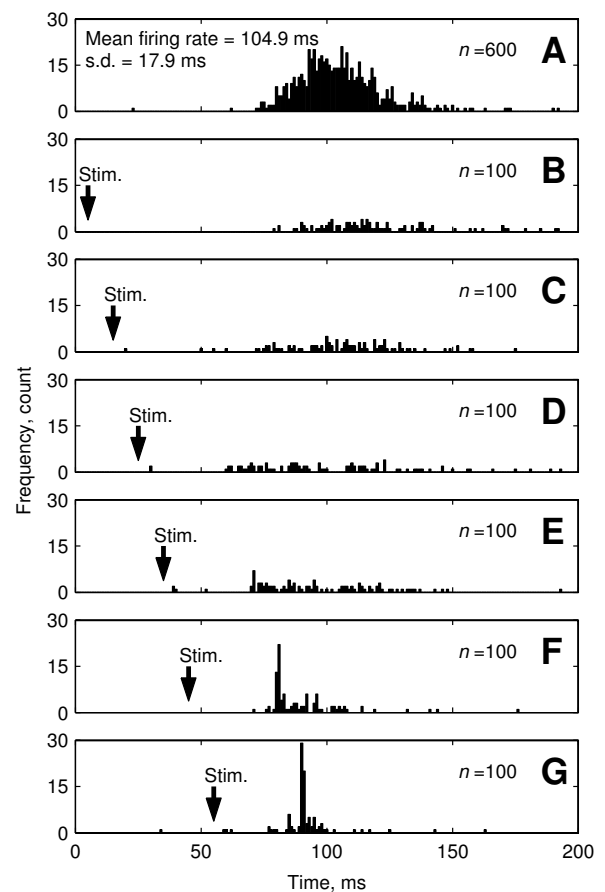 Mean firing rate = 104.9 ms
s.d. = 17.9 ms
n=600
A
30
15
0
Stim.
n=100
B
30
15
0
Stim.
n=100
C
30
15
0
Stim.
n=100
D
30
15
0
Stim.
n=100
E
30
15
0
Stim.
n=100
F
30
15
0
Stim.
n=100
G
30
15
0
0 50 100 150 200
Time, ms
Frequency, count